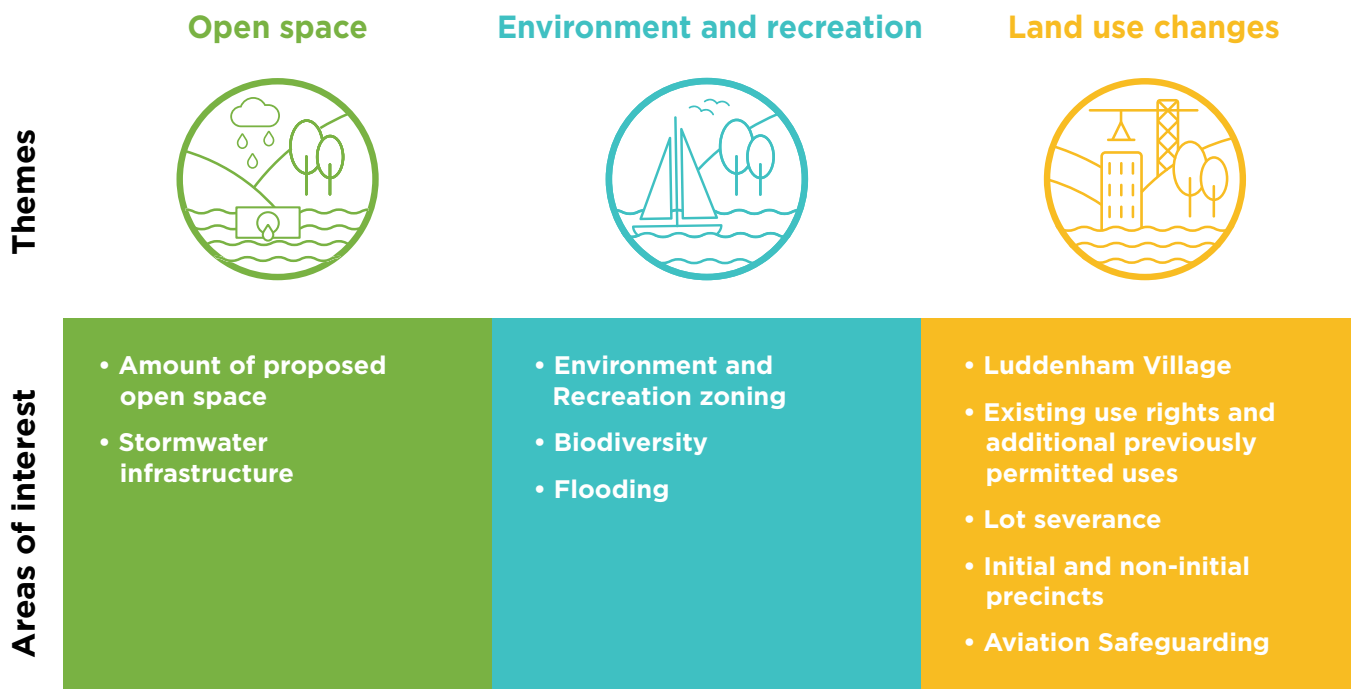 Open space
Environment and recreation
Land use changes
Themes
Areas of interest
• Amount of proposed
open space
• Stormwater
infrastructure
• Environment and
Recreation zoning
• Biodiversity
• Flooding
• Luddenham Village
• Existing use rights and
additional previously
permitted uses
• Lot severance
• Initial and non-initial
precincts
• Aviation Safeguarding